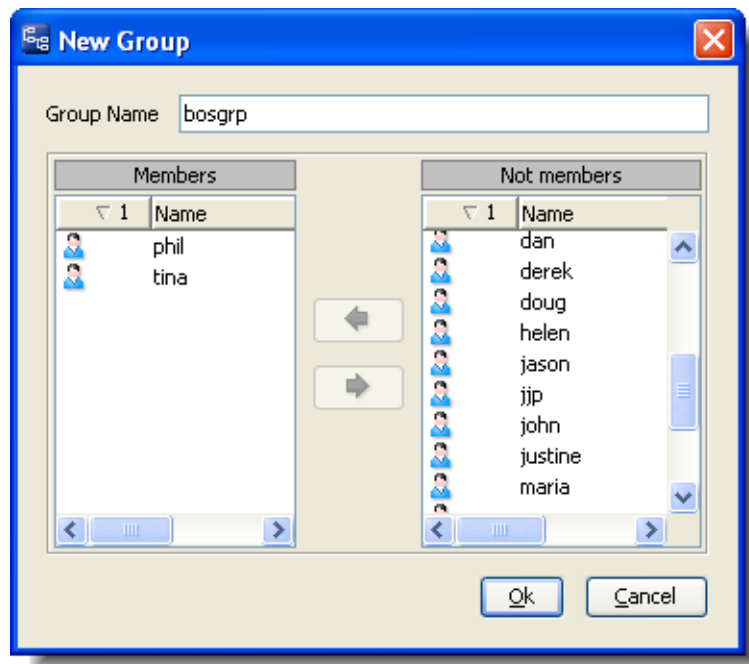 New Group
Group Name bosgrp
Members
1 Name
phil
tina
Not members
1 Name
dan
derek
doug
helen
jason
jjp
john
justine
maria
Ok Cancel